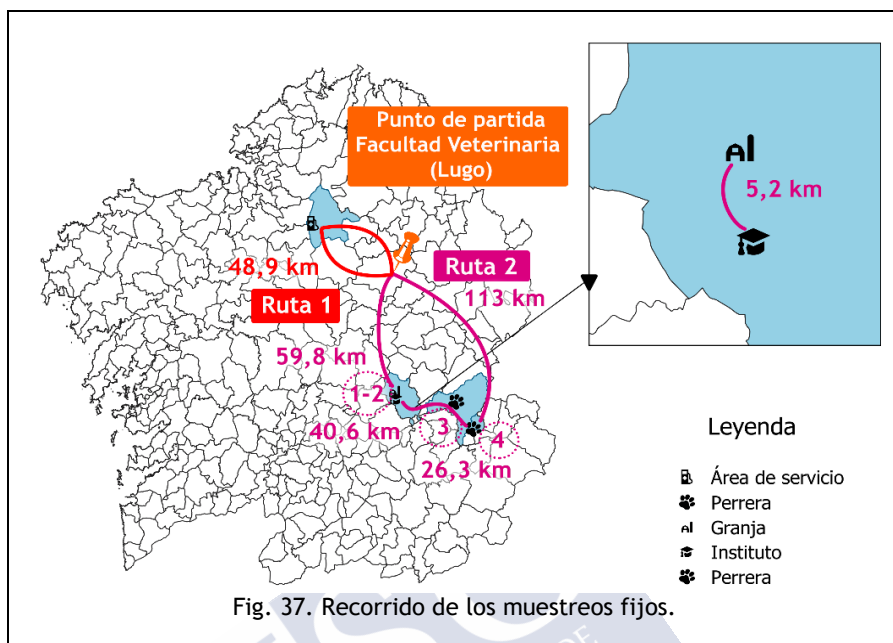 Punto de partida
Facultad Veterinaria
(Lugo)
5,2 km
48,9 km
Ruta 2
113 km
Ruta 1
59,8 km
1-2
40,6 km
3
4
26,3 km
Leyenda
Área de servicio
Perrera
Granja
Instituto
Perrera
Fig. 37. Recorrido de los muestreos fijos.
DE